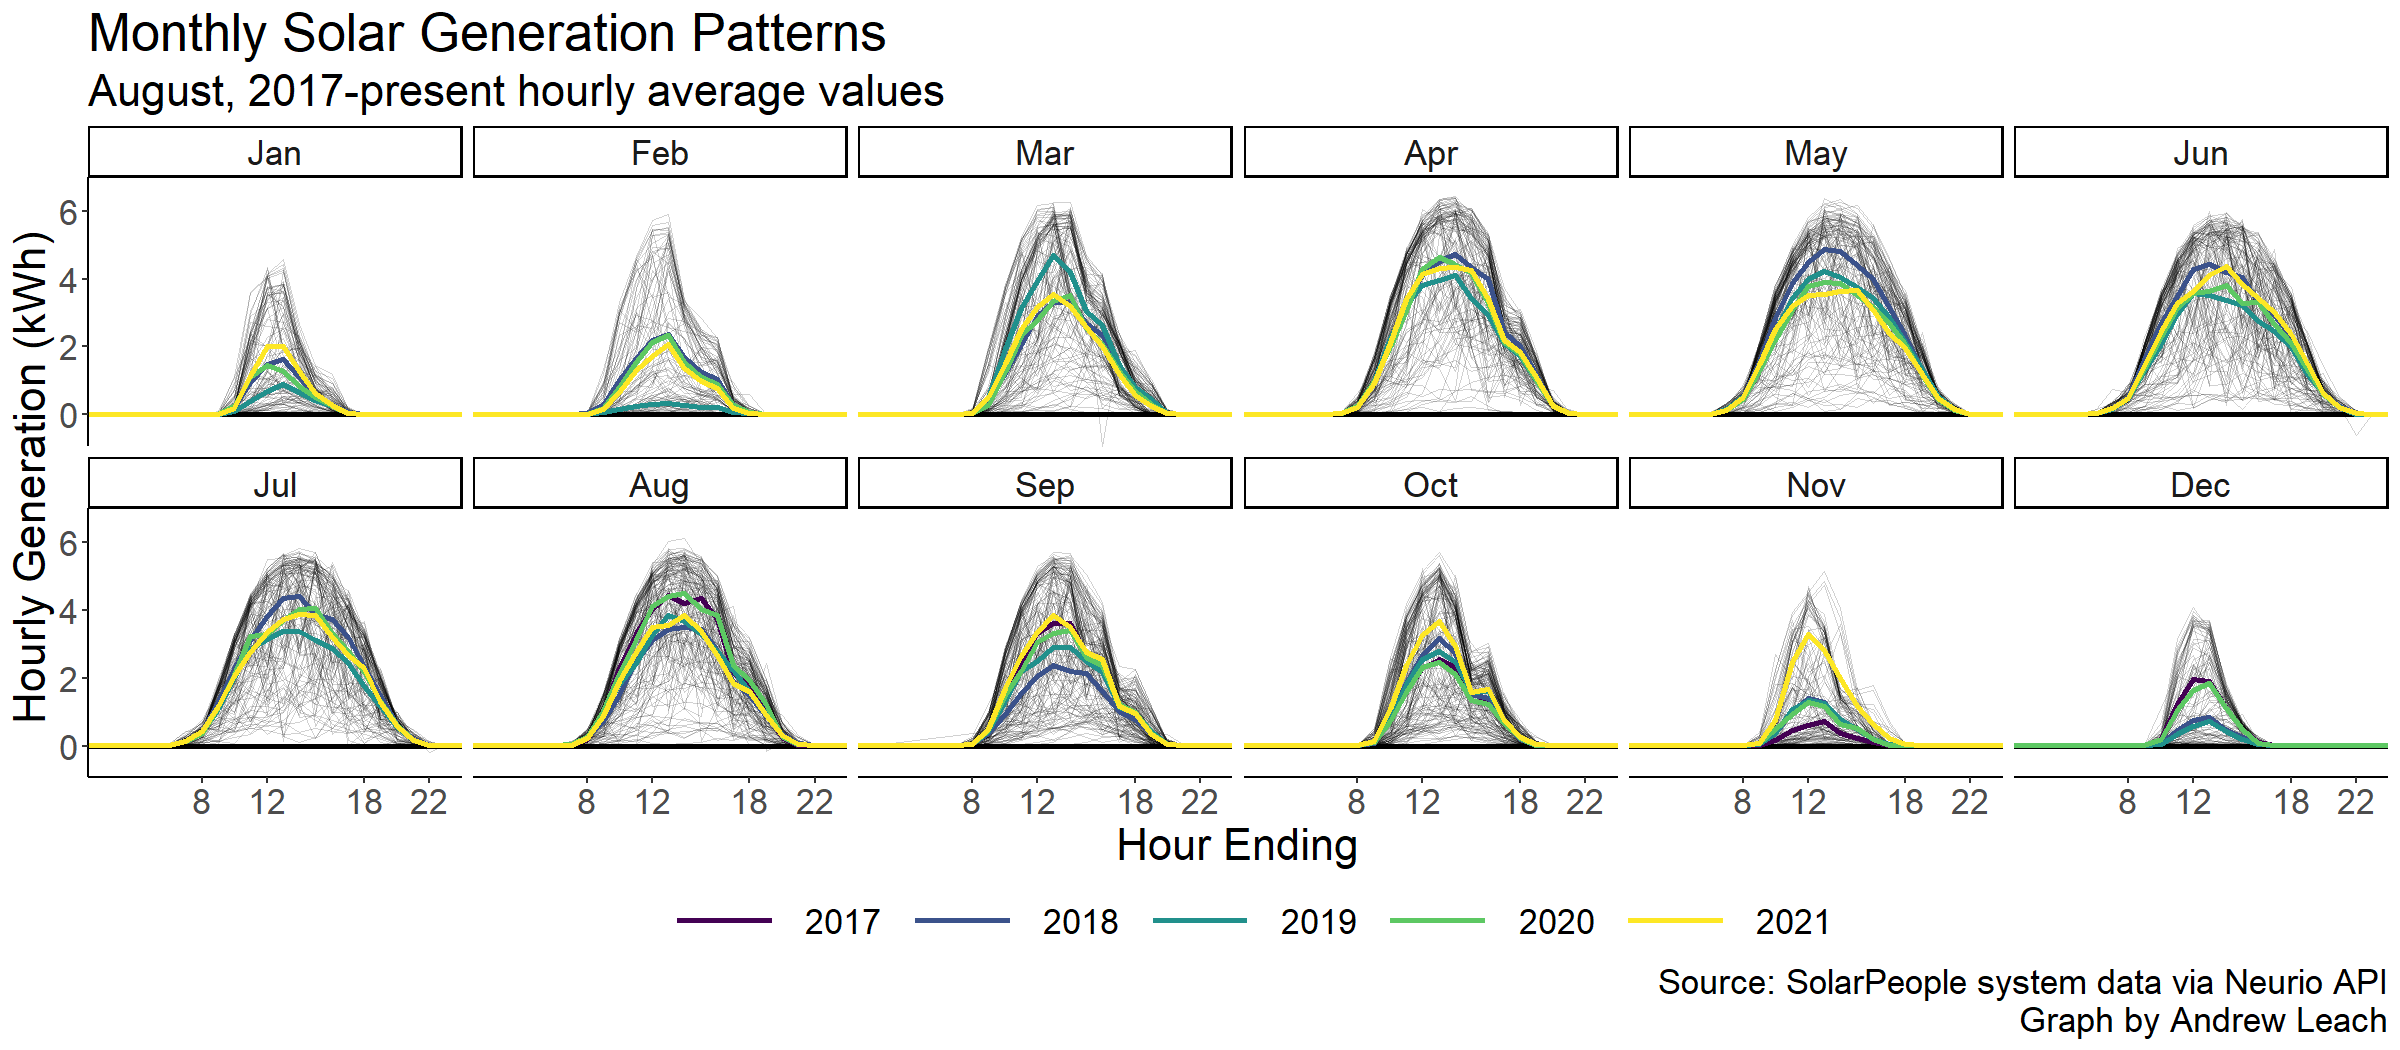 Monthly Solar Generation Patterns
August, 2017-present hourly average values
Jan Feb Mar Apr May Jun
6
4
2
0
Hourly Generation (kWh)
Jul Aug Sep Oct Nov Dec
6
4
2
0
8 12 18 22 8 12 18 22 8 12 18 22 8 12 18 22 8 12 18 22 8 12 18 22
Hour Ending
2017 2018 2019 2020 2021
Source: SolarPeople system data via Neurio API
Graph by Andrew Leach